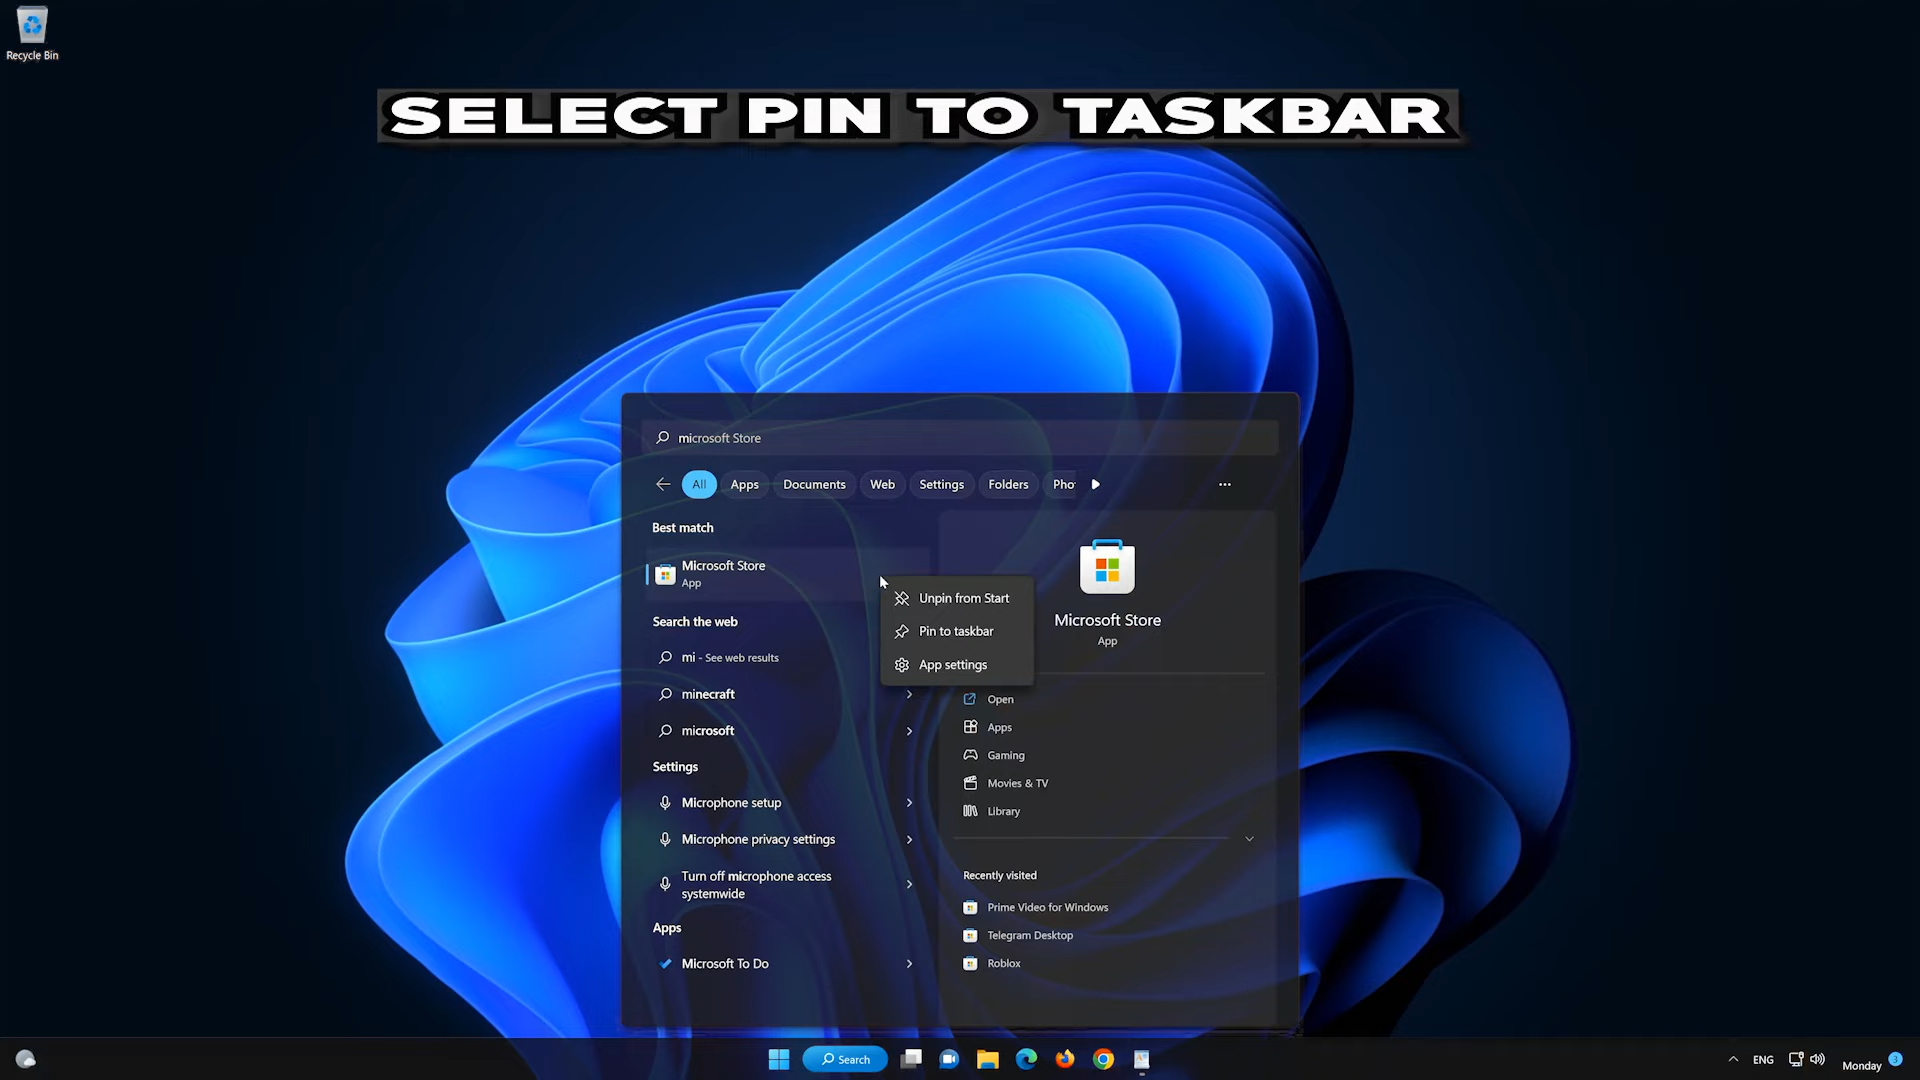 Recycle Bin
SELECT PIN TO TASKBAR
microsoft Store
All Apps Documents Web Settings Folders Pho
Best match
Microsoft Store
App
Search the web
mi - See web results
minecraft
microsoft
Settings
Microphone setup
Microphone privacy settings
Turn off microphone access
systemwide
Apps
Microsoft To Do
Unpin from Start
Pin to taskbar
App settings
Microsoft Store
App
Open
Apps
Gaming
Movies & TV
Library
Recently visited
Prime Video for Windows
Telegram Desktop
Roblox
Search
ENG
Monday 3